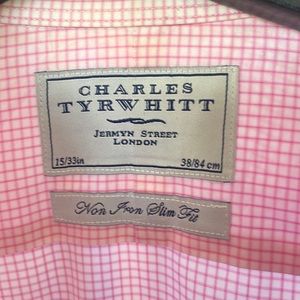 CHARLES
TYRWHITT
JERMYN STREET
LONDON
15/33in 38/84 cm
Non Iron Slim Fit